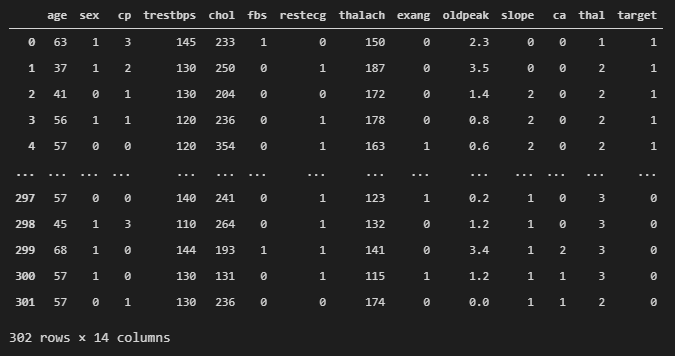 age sex cp trestbps chol fbs restecg thalach exang oldpeak slope ca thal target
0 63 1 3 145 233 1 0 150 0 2.3 0 0 1 1
1 37 1 2 130 250 0 1 187 0 3.5 0 0 2 1
2 41 0 1 130 204 0 0 172 0 1.4 2 0 2 1
3 56 1 1 120 236 0 1 178 0 0.8 2 0 2 1
4 57 0 0 120 354 0 1 163 1 0.6 2 0 2 1
... ... ... ... ... ... ... ... ... ... ... ... ... ... ...
297 57 0 0 140 241 0 1 123 1 0.2 1 0 3 0
298 45 1 3 110 264 0 1 132 0 1.2 1 0 3 0
299 68 1 0 144 193 1 1 141 0 3.4 1 2 3 0
300 57 1 0 130 131 0 1 115 1 1.2 1 1 3 0
301 57 0 1 130 236 0 0 174 0 0.0 1 1 2 0
302 rows × 14 columns